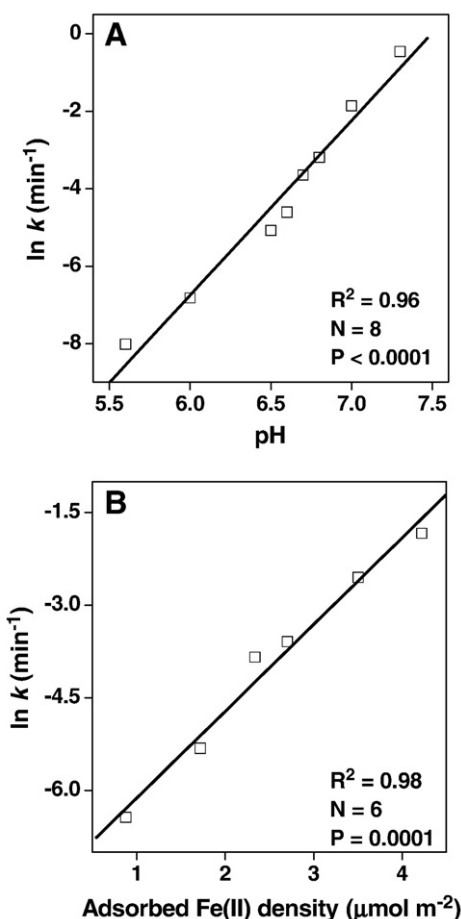 A
0
-2
-4
-6
-8
ln k (min⁻¹)
R² = 0.96
N = 8
P < 0.0001
5.5 6.0 6.5 7.0 7.5
pH
B
-1.5
-3.0
-4.5
-6.0
ln k (min⁻¹)
R² = 0.98
N = 6
P = 0.0001
1 2 3 4
Adsorbed Fe(II) density (μmol m⁻²)